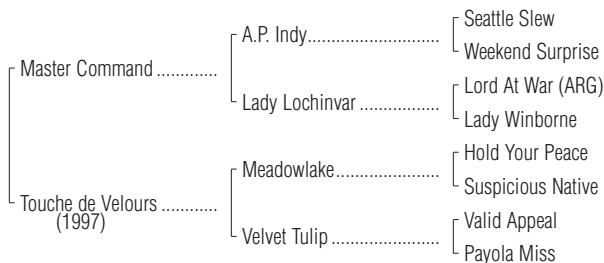 Seattle Slew
A.P. Indy
Weekend Surprise
Master Command
Lord At War (ARG)
Lady Lochinvar
Lady Winborne
Hold Your Peace
Meadowlake
Suspicious Native
Touche de Velours
(1997)
Valid Appeal
Velvet Tulip
Payola Miss